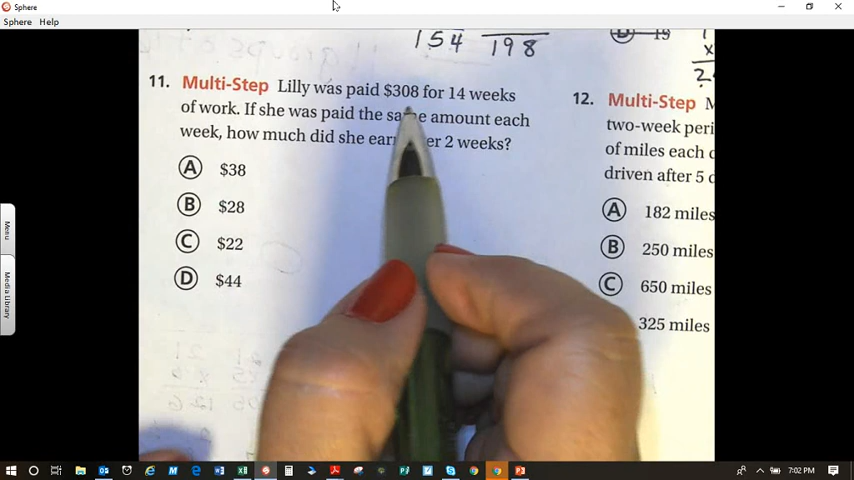 Sphere
Sphere Help
154 198
D 15
11. Multi-Step Lilly was paid $308 for 14 weeks
of work. If she was paid the same amount each
week, how much did she earn 2 weeks?
A $38
B $28
C $22
D $44
12. Multi-Step
two-week peri
of miles each
driven after 5
A 182 miles
B 250 miles
C 650 miles
325 miles
Menu
Media Library
7:02 PM